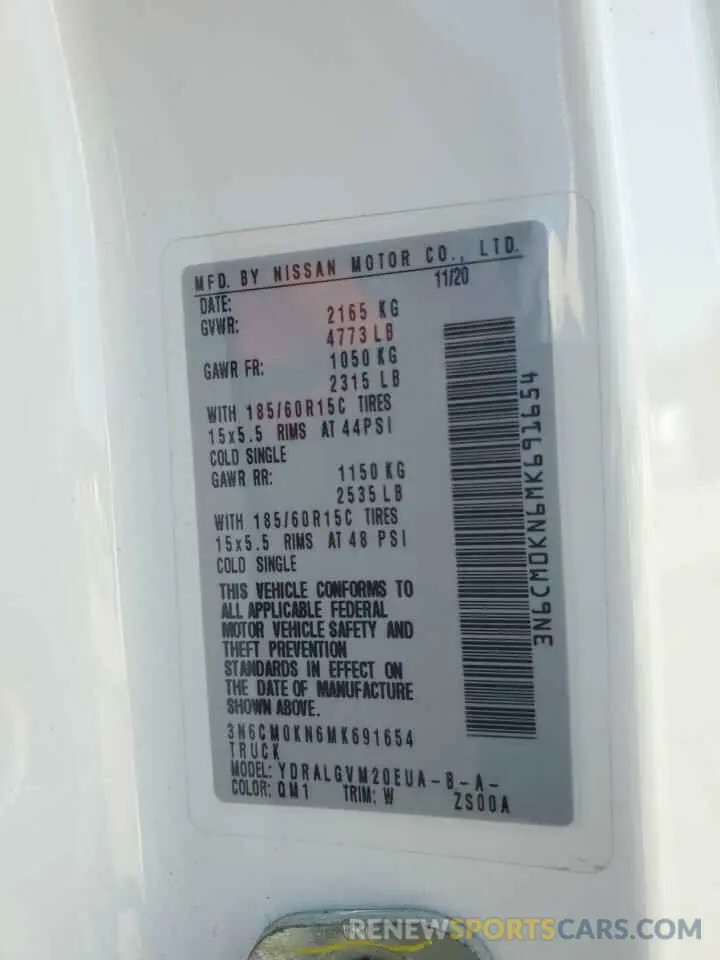 MFD. BY NISSAN MOTOR CO., LTD.
DATE: 11/20
GVWR: 2165 KG
4773 LB
GAWR FR: 1050 KG
2315 LB
WITH 185/60R15C TIRES
15x5.5 RIMS AT 44PSI
COLD SINGLE
GAWR RR: 1150 KG
2535 LB
WITH 185/60R15C TIRES
15x5.5 RIMS AT 48 PSI
COLD SINGLE
THIS VEHICLE CONFORMS TO
ALL APPLICABLE FEDERAL
MOTOR VEHICLE SAFETY AND
THEFT PREVENTION
STANDARDS IN EFFECT ON
THE DATE OF MANUFACTURE
SHOWN ABOVE.
3N6CM0KN6MK691654
TRUCK
MODEL: YDRALGVM20EUA-B-A-
COLOR: QM1 TRIM: W ZS00A
3N6CM0KN6MK691654
RENEWSPORTSCARS.COM